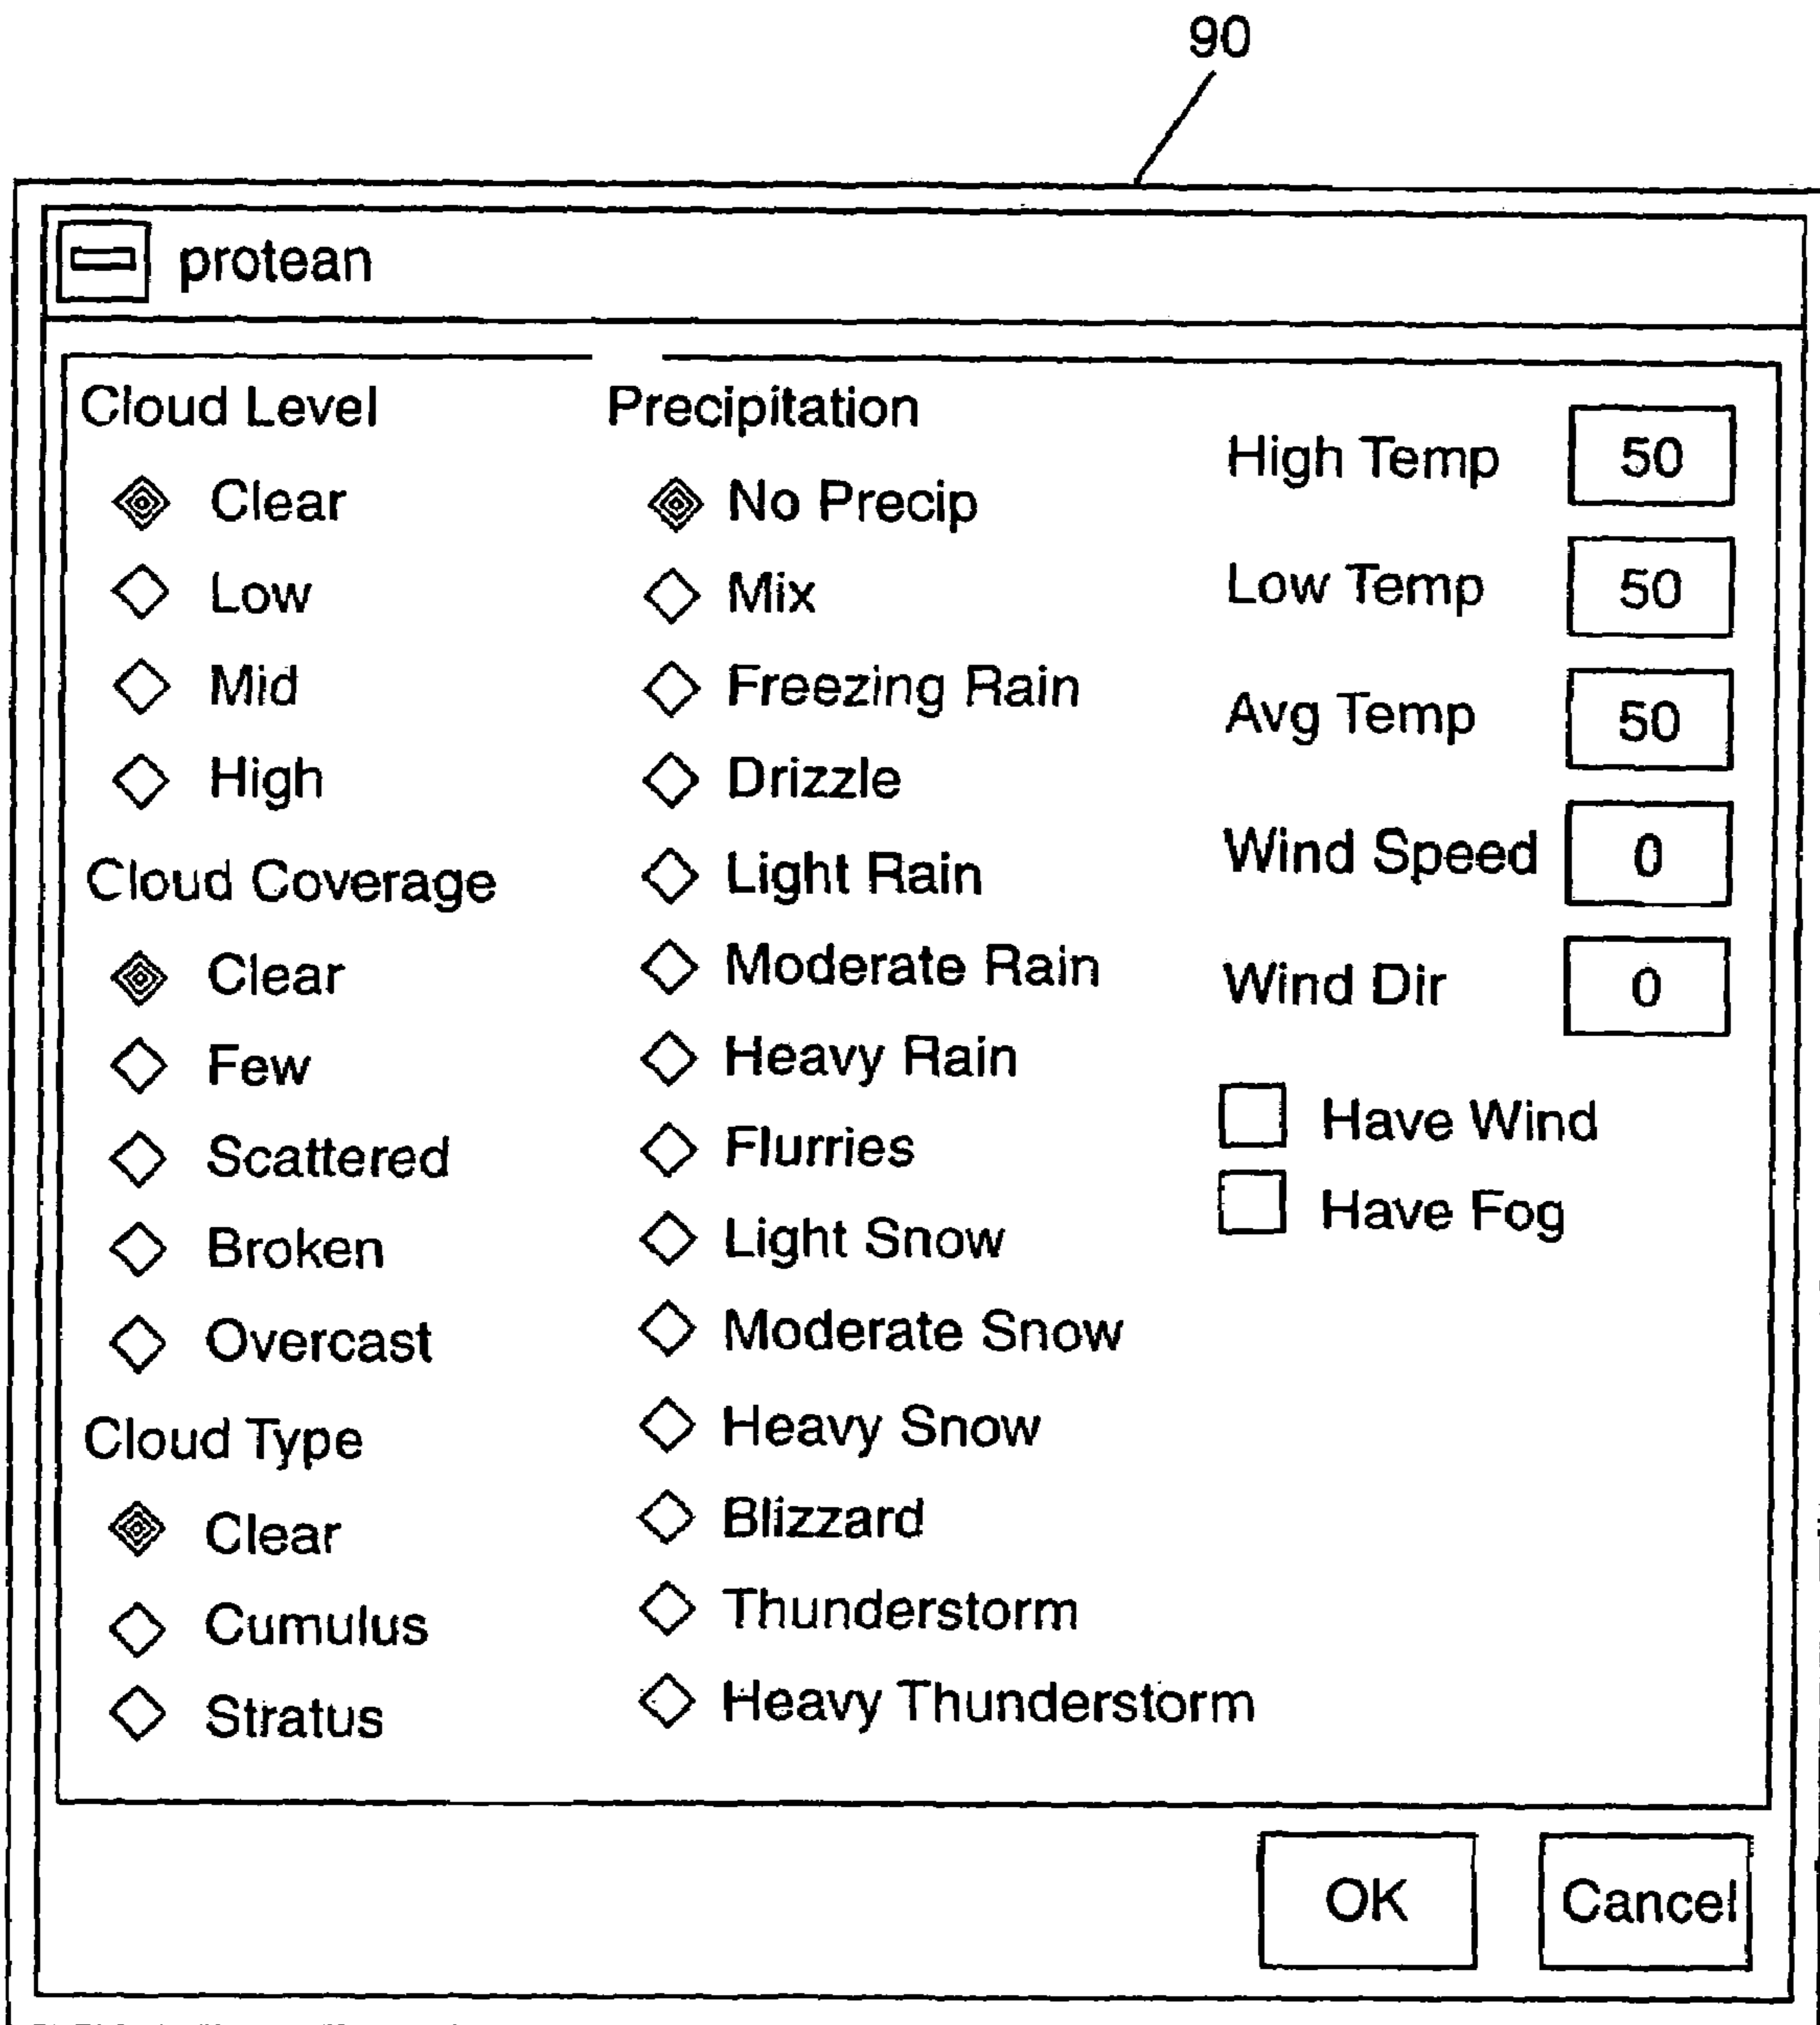 90
protean
Cloud Level
Clear
Low
Mid
High
Cloud Coverage
Clear
Few
Scattered
Broken
Overcast
Cloud Type
Clear
Cumulus
Stratus
Precipitation
No Precip
Mix
Freezing Rain
Drizzle
Light Rain
Moderate Rain
Heavy Rain
Flurries
Light Snow
Moderate Snow
Heavy Snow
Blizzard
Thunderstorm
Heavy Thunderstorm
High Temp 50
Low Temp 50
Avg Temp 50
Wind Speed 0
Wind Dir 0
Have Wind
Have Fog
OK
Cancel